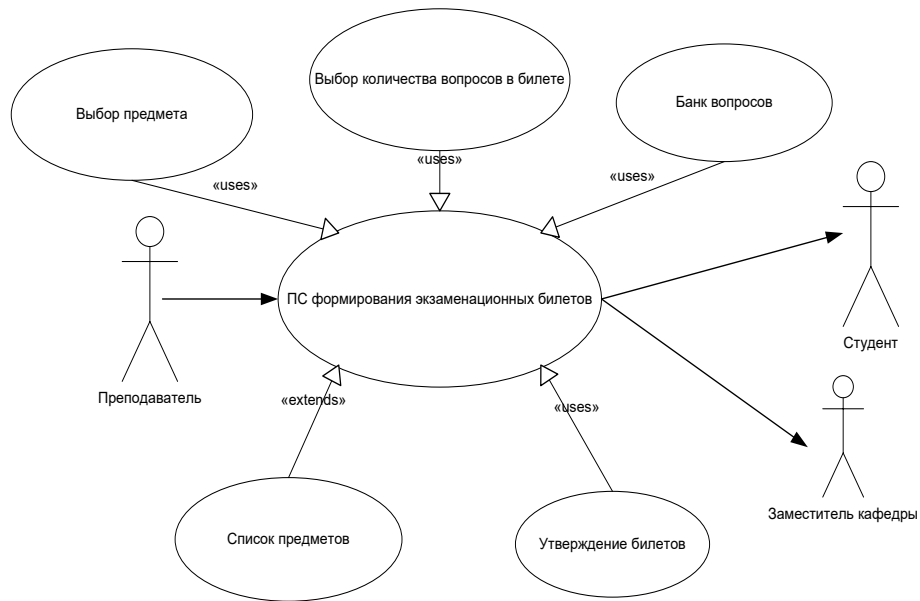 Выбор количества вопросов в билете
Выбор предмета
Банк вопросов
«uses»
«uses»
«uses»
ПС формирования экзаменационных билетов
Студент
Преподаватель
«extends»
«uses»
Заместитель кафедры
Список предметов
Утверждение билетов